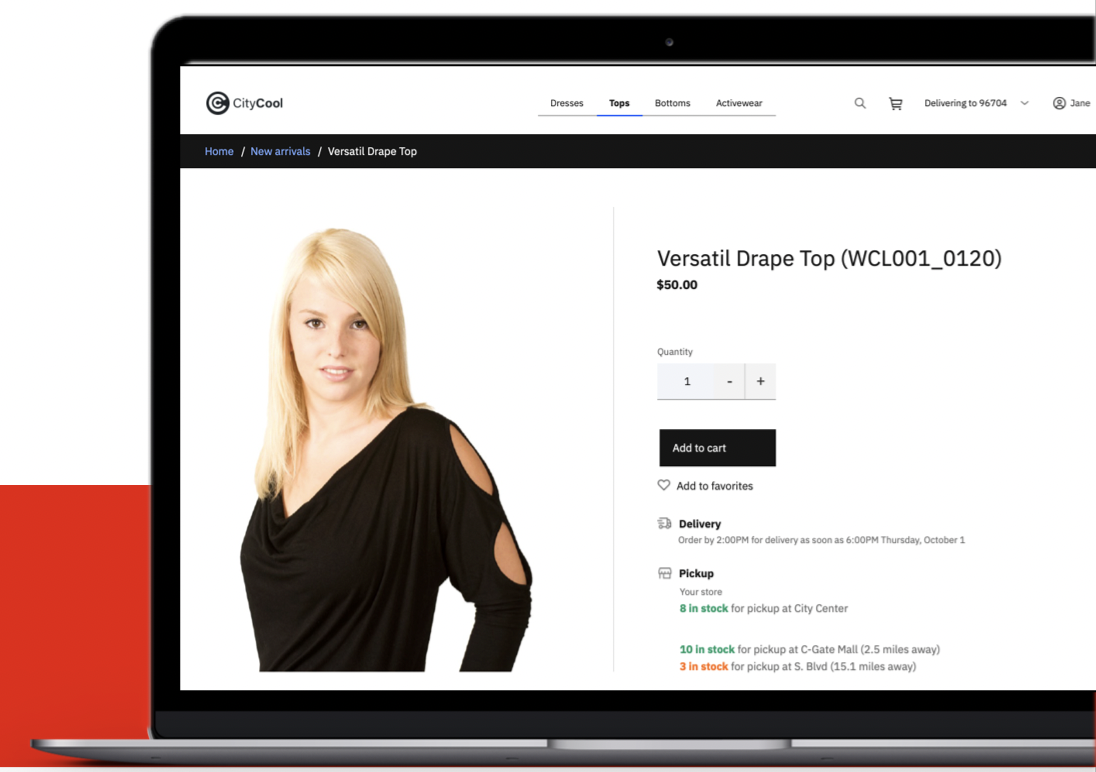 CityCool
Dresses Tops Bottoms Activewear
Delivering to 96704
Jane
Home / New arrivals / Versatil Drape Top
Versatil Drape Top (WCL001_0120)
$50.00
Quantity
1 - +
Add to cart
Add to favorites
Delivery
Order by 2:00PM for delivery as soon as 6:00PM Thursday, October 1
Pickup
Your store
8 in stock for pickup at City Center
10 in stock for pickup at C-Gate Mall (2.5 miles away)
3 in stock for pickup at S. Blvd (15.1 miles away)